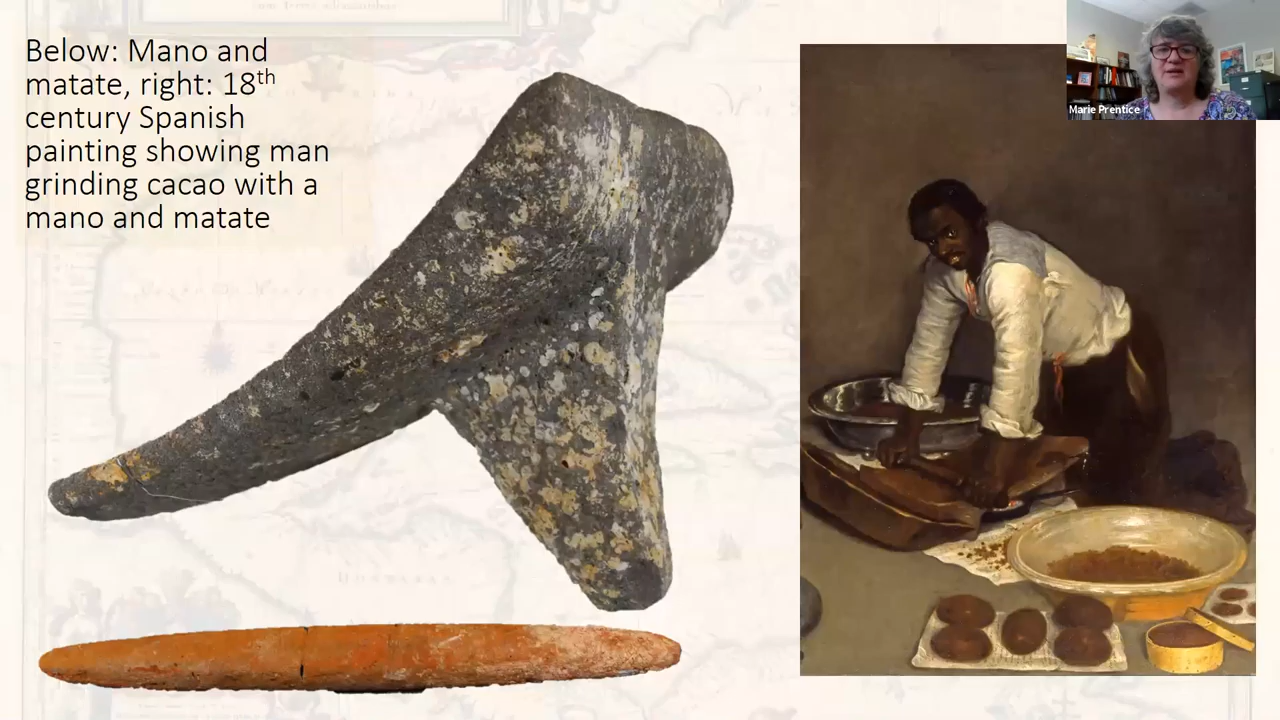 Below: Mano and
matate, right: 18th
century Spanish
painting showing man
grinding cacao with a
mano and matate
Marie Prentice
HONDURAS